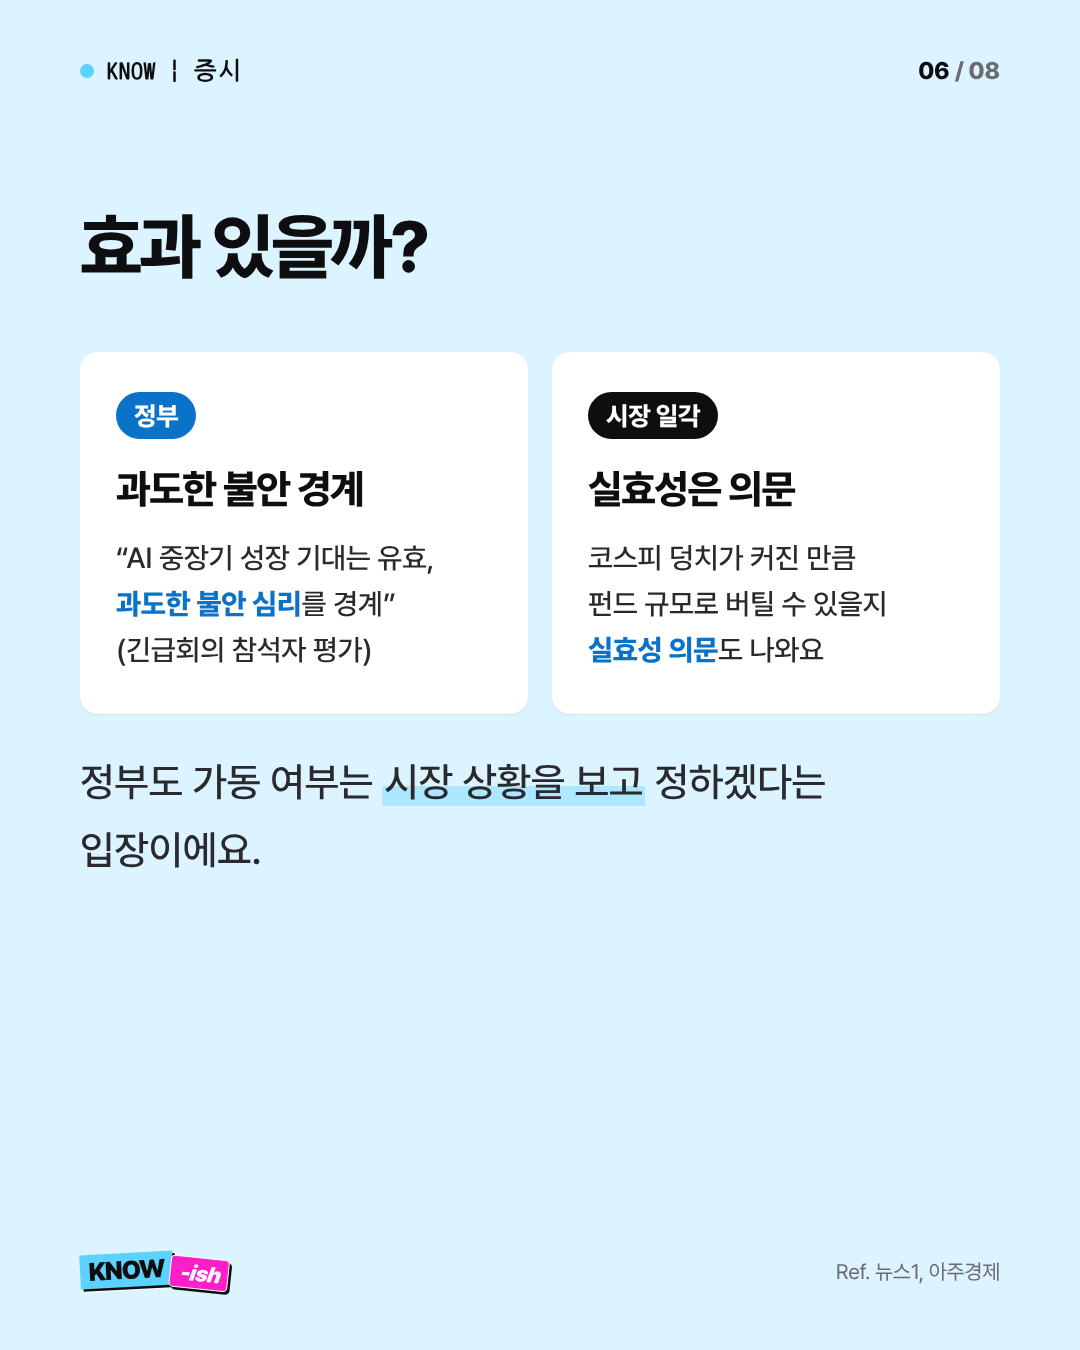 KNOW | 증시
06 / 08
효과 있을까?
정부
과도한 불안 경계
“AI 중장기 성장 기대는 유효,
과도한 불안 심리를 경계”
(긴급회의 참석자 평가)
시장 일각
실효성은 의문
코스피 덩치가 커진 만큼
펀드 규모로 버틸 수 있을지
실효성 의문도 나와요
정부도 가동 여부는 시장 상황을 보고 정하겠다는
입장이에요.
KNOW -ish
Ref. 뉴스1, 아주경제